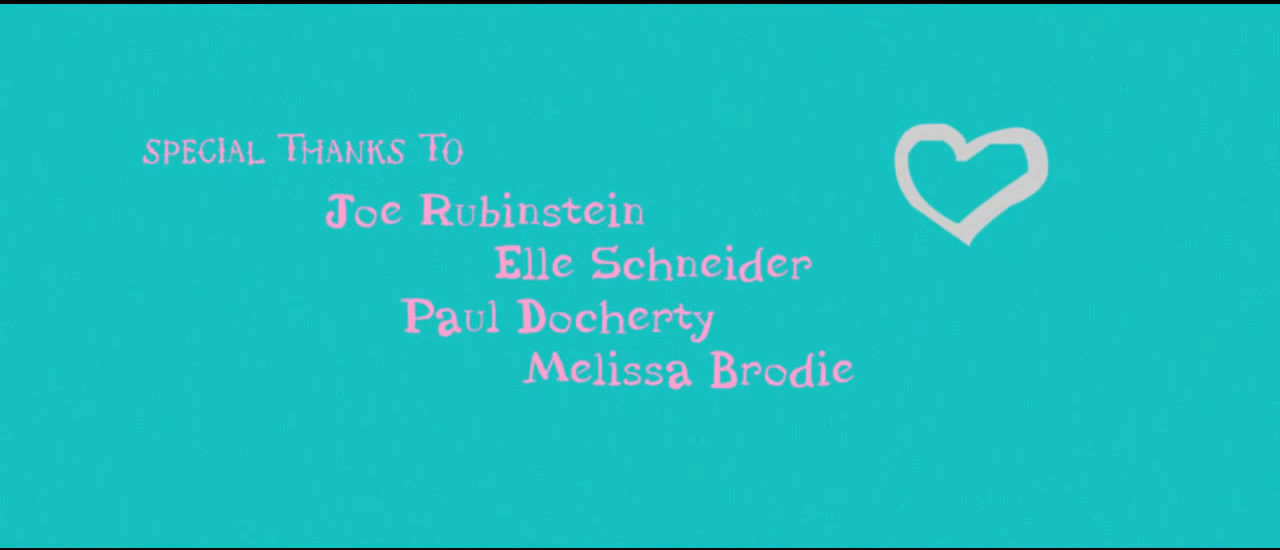 SPECIAL THANKS TO
Joe Rubinstein
Elle Schneider
Paul Docherty
Melissa Brodie